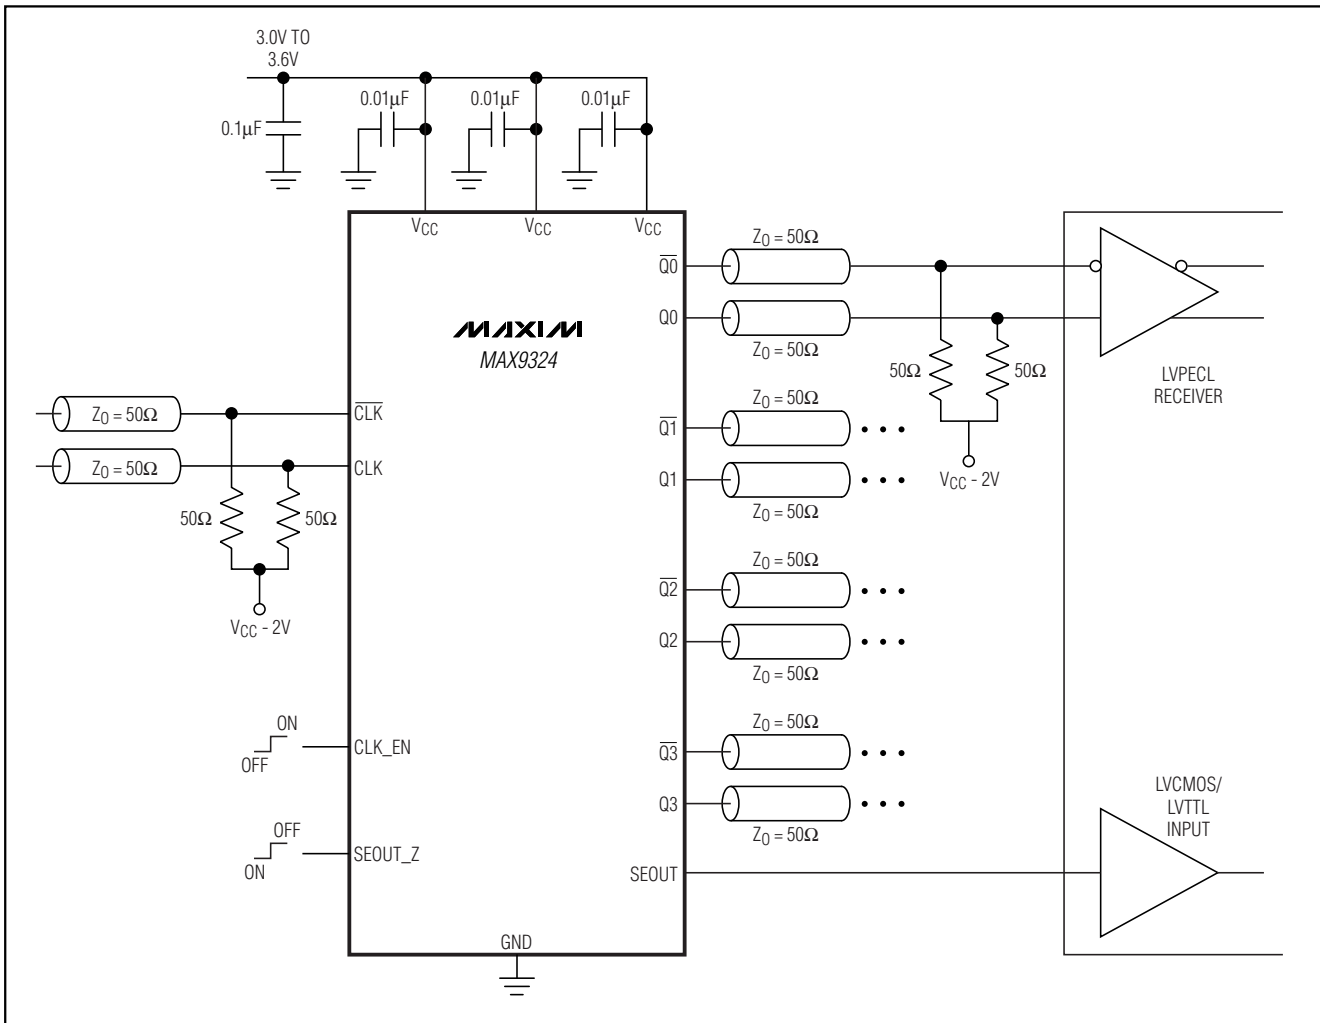 3.0V TO
3.6V
0.1µF
0.01µF
0.01µF
0.01µF
VCC
VCC
VCC
MAXIM
MAX9324
Z0 = 50Ω
Z0 = 50Ω
CLK
CLK
50Ω
50Ω
VCC - 2V
ON
OFF
CLK_EN
OFF
ON
SEOUT_Z
GND
Q0
Q0
Q1
Q1
Q2
Q2
Q3
Q3
SEOUT
Z0 = 50Ω
Z0 = 50Ω
Z0 = 50Ω
Z0 = 50Ω
Z0 = 50Ω
Z0 = 50Ω
Z0 = 50Ω
Z0 = 50Ω
50Ω
50Ω
VCC - 2V
LVPECL
RECEIVER
LVCMOS/
LVTTL
INPUT